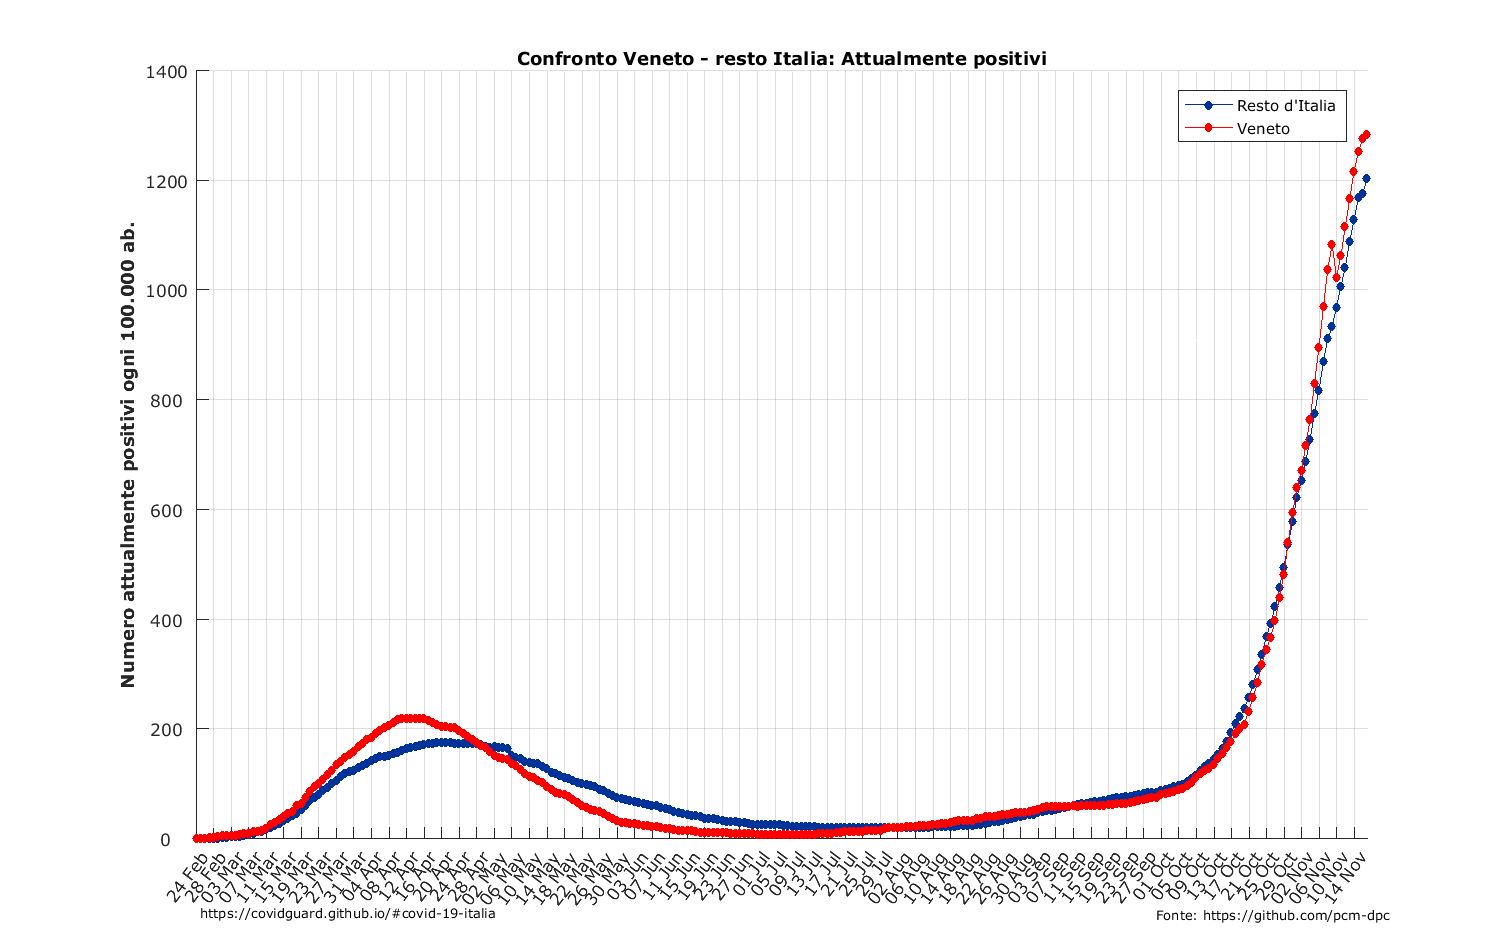 Confronto Veneto - resto Italia: Attualmente positivi
Resto d'Italia
Veneto
Numero attualmente positivi ogni 100.000 ab.
1400
1200
1000
800
600
400
200
0
24 Feb
28 Feb
03 Mar
07 Mar
11 Mar
15 Mar
19 Mar
23 Mar
27 Mar
31 Mar
04 Apr
08 Apr
12 Apr
16 Apr
20 Apr
24 Apr
28 Apr
02 May
06 May
10 May
14 May
18 May
22 May
26 May
30 May
03 Jun
07 Jun
11 Jun
15 Jun
19 Jun
23 Jun
27 Jun
01 Jul
05 Jul
09 Jul
13 Jul
17 Jul
21 Jul
25 Jul
29 Jul
02 Aug
06 Aug
10 Aug
14 Aug
18 Aug
22 Aug
26 Aug
30 Aug
03 Sep
07 Sep
11 Sep
15 Sep
19 Sep
23 Sep
27 Sep
01 Oct
05 Oct
09 Oct
13 Oct
17 Oct
21 Oct
25 Oct
29 Oct
02 Nov
06 Nov
10 Nov
14 Nov
https://covidguard.github.io/#covid-19-italia
Fonte: https://github.com/pcm-dpc